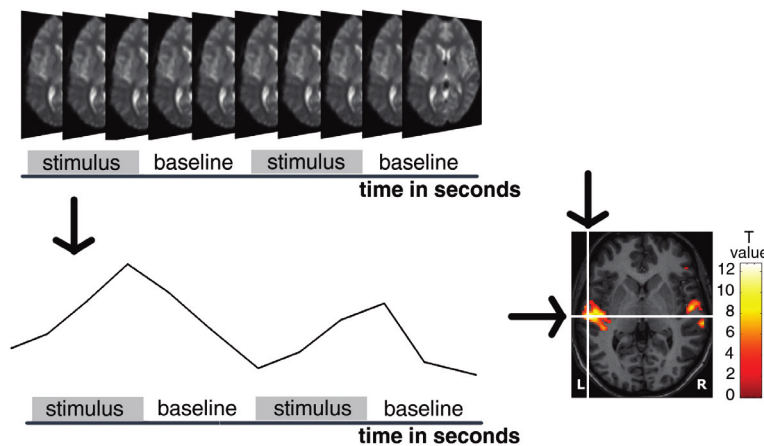 stimulus baseline stimulus baseline
time in seconds
T
value
12
10
8
6
4
2
0
L R
stimulus baseline stimulus baseline
time in seconds